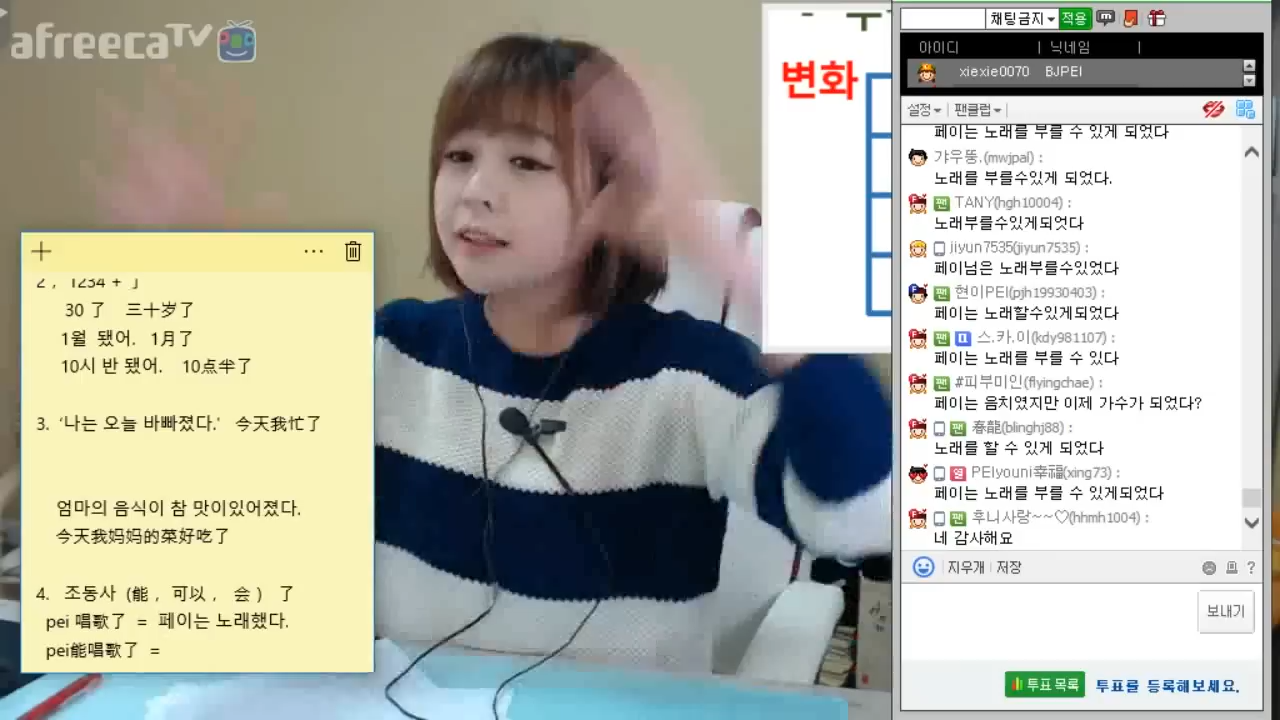 afreecaTV
변화
2, 1234 + 了
30 了 三十岁了
1월 됐어. 1月了
10시 반 됐어. 10点半了
3. ‘나는 오늘 바빠졌다.’ 今天我忙了
엄마의 음식이 참 맛이있어졌다.
今天我妈妈的菜好吃了
4. 조동사 (能, 可以, 会) 了
pei 唱歌了 = 페이는 노래했다.
pei能唱歌了 =
채팅금지 적용
아이디 | 닉네임 |
xiexie0070 BJPEI
설정 팬클럽
페이는 노래를 부를 수 있게 되었다
갸우뚱.(mwjpal) :
노래를 부를수있게 되었다.
팬 TANY(hgh10004) :
노래부를수있게되엇다
jiyun7535(jiyun7535) :
페이님은 노래부를수있었다
팬 현이PEI(pjh19930403) :
페이는 노래할수있게되었다
팬 스.카.이(kdy981107) :
페이는 노래를 부를 수 있다
팬 #피부미인(flyingchae) :
페이는 음치였지만 이제 가수가 되었다?
팬 春龍(blinghj88) :
노래를 할 수 있게 되었다
열 PEIyouni幸福(xing73) :
페이는 노래를 부를 수 있게되었다
팬 후니사랑~~♡(hhmh1004) :
네 감사해요
지우개 저장 ?
보내기
투표 목록 투표를 등록해보세요.